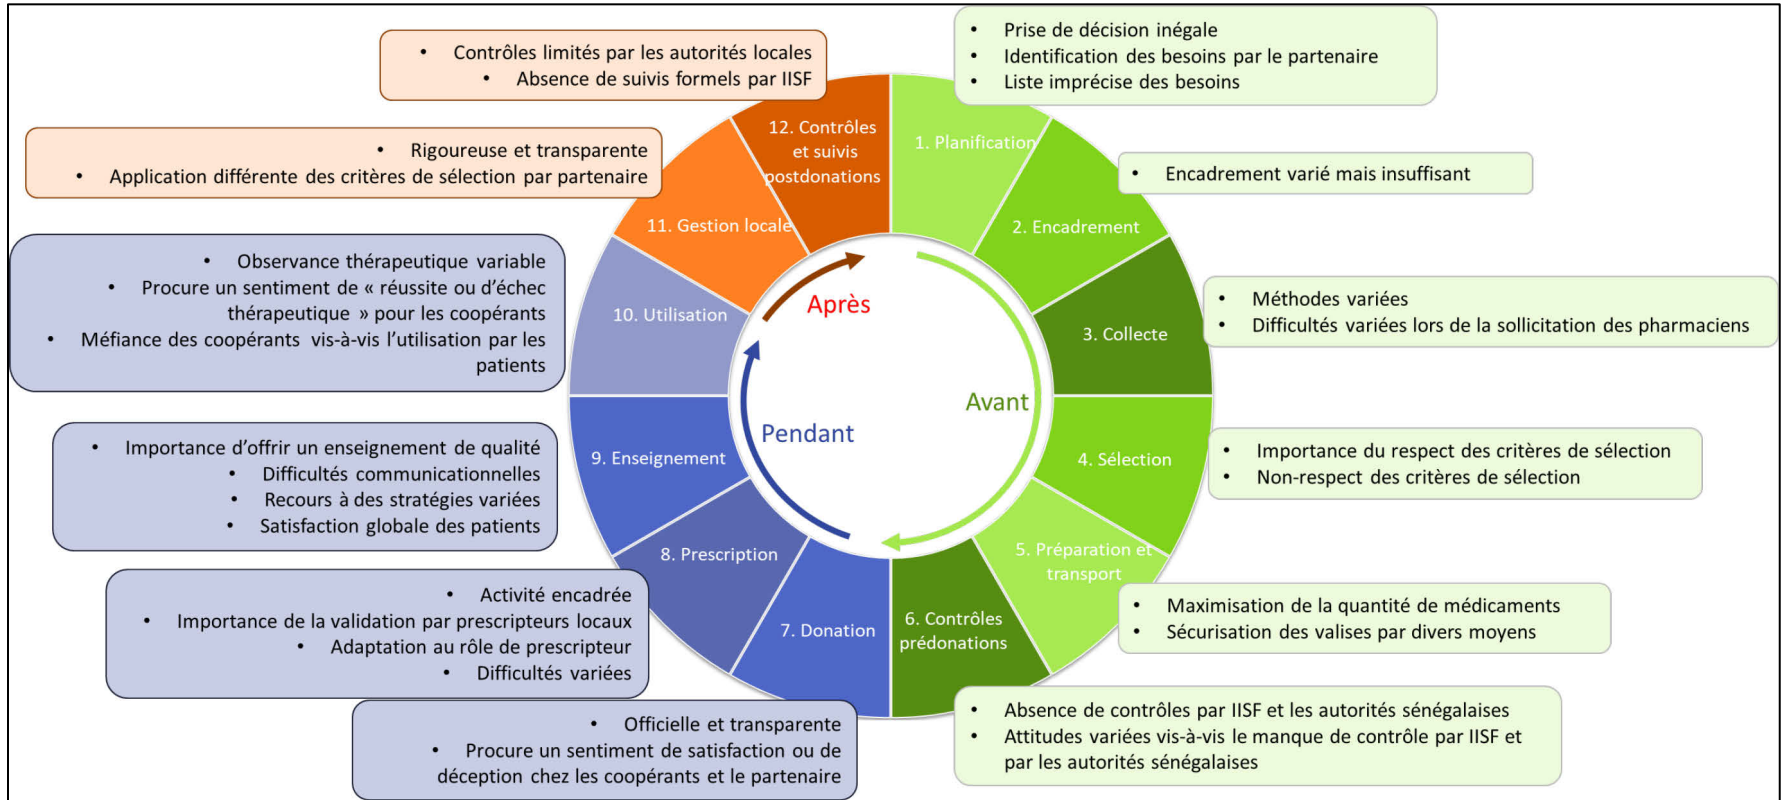 • Contrôles limités par les autorités locales
• Absence de suivis formels par IISF
• Prise de décision inégale
• Identification des besoins par le partenaire
• Liste imprécise des besoins
12. Contrôles
et suivis
postdonations
1. Planification
• Rigoureuse et transparente
• Application différente des critères de sélection par partenaire
• Encadrement varié mais insuffisant
11. Gestion locale
2. Encadrement
• Observance thérapeutique variable
• Procure un sentiment de « réussite ou d'échec
thérapeutique » pour les coopérants
• Méfiance des coopérants vis-à-vis l'utilisation par les
patients
10. Utilisation
Après
3. Collecte
• Méthodes variées
• Difficultés variées lors de la sollicitation des pharmaciens
Avant
Pendant
• Importance d'offrir un enseignement de qualité
• Difficultés communicationnelles
• Recours à des stratégies variées
• Satisfaction globale des patients
9. Enseignement
4. Sélection
• Importance du respect des critères de sélection
• Non-respect des critères de sélection
8. Prescription
5. Préparation et
transport
• Activité encadrée
• Importance de la validation par prescripteurs locaux
• Adaptation au rôle de prescripteur
• Difficultés variées
7. Donation
6. Contrôles
prédonations
• Maximisation de la quantité de médicaments
• Sécurisation des valises par divers moyens
• Officielle et transparente
• Procure un sentiment de satisfaction ou de
déception chez les coopérants et le partenaire
• Absence de contrôles par IISF et les autorités sénégalaises
• Attitudes variées vis-à-vis le manque de contrôle par IISF et
par les autorités sénégalaises